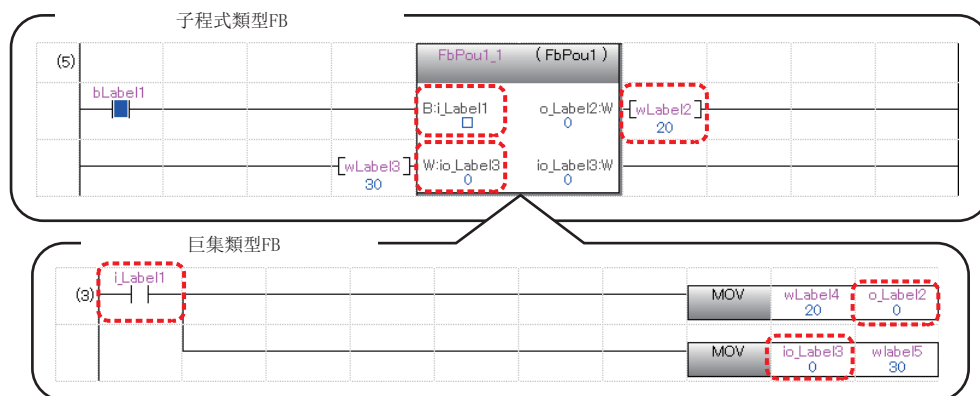 子程式類型FB
(5)
FbPou1_1 (FbPou1)
bLabel1
B:i_Label1 o_Label2:W [wLabel2]
0 20
[wLabel3] W:io_Label3 io_Label3:W
30 0 0
巨集類型FB
i_Label1
(3) MOV wLabel4 o_Label2
20 0
MOV io_Label3 wlabel5
0 30